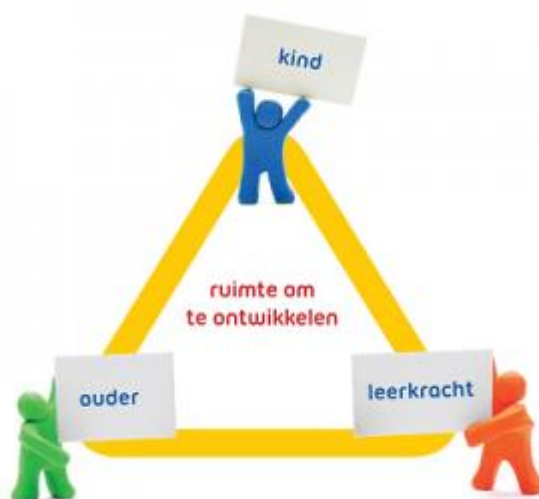 kind
ruimte om
te ontwikkelen
ouder
leerkracht